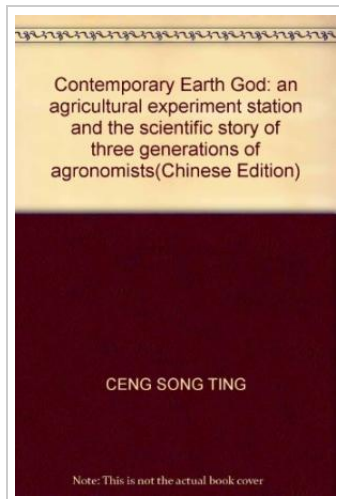 Contemporary Earth God: an
agricultural experiment station
and the scientific story of
three generations of
agronomists(Chinese Edition)
CENG SONG TING
Note: This is not the actual book cover